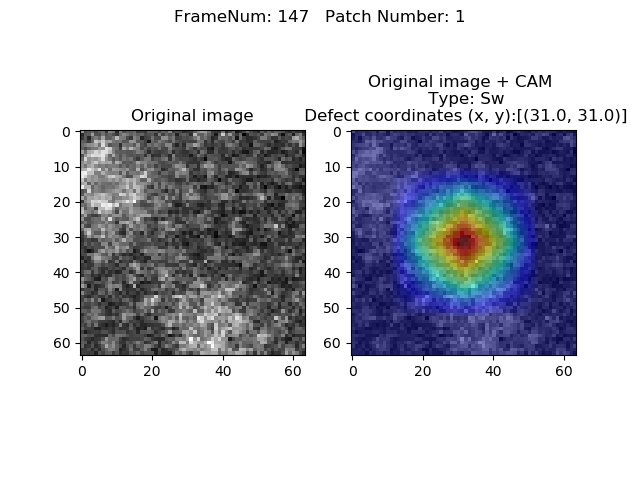 FrameNum: 147   Patch Number: 1
Original image
Original image + CAM
Type: Sw
Defect coordinates (x, y):[(31.0, 31.0)]
0
10
20
30
40
50
60
0 20 40 60
0
10
20
30
40
50
60
0 20 40 60